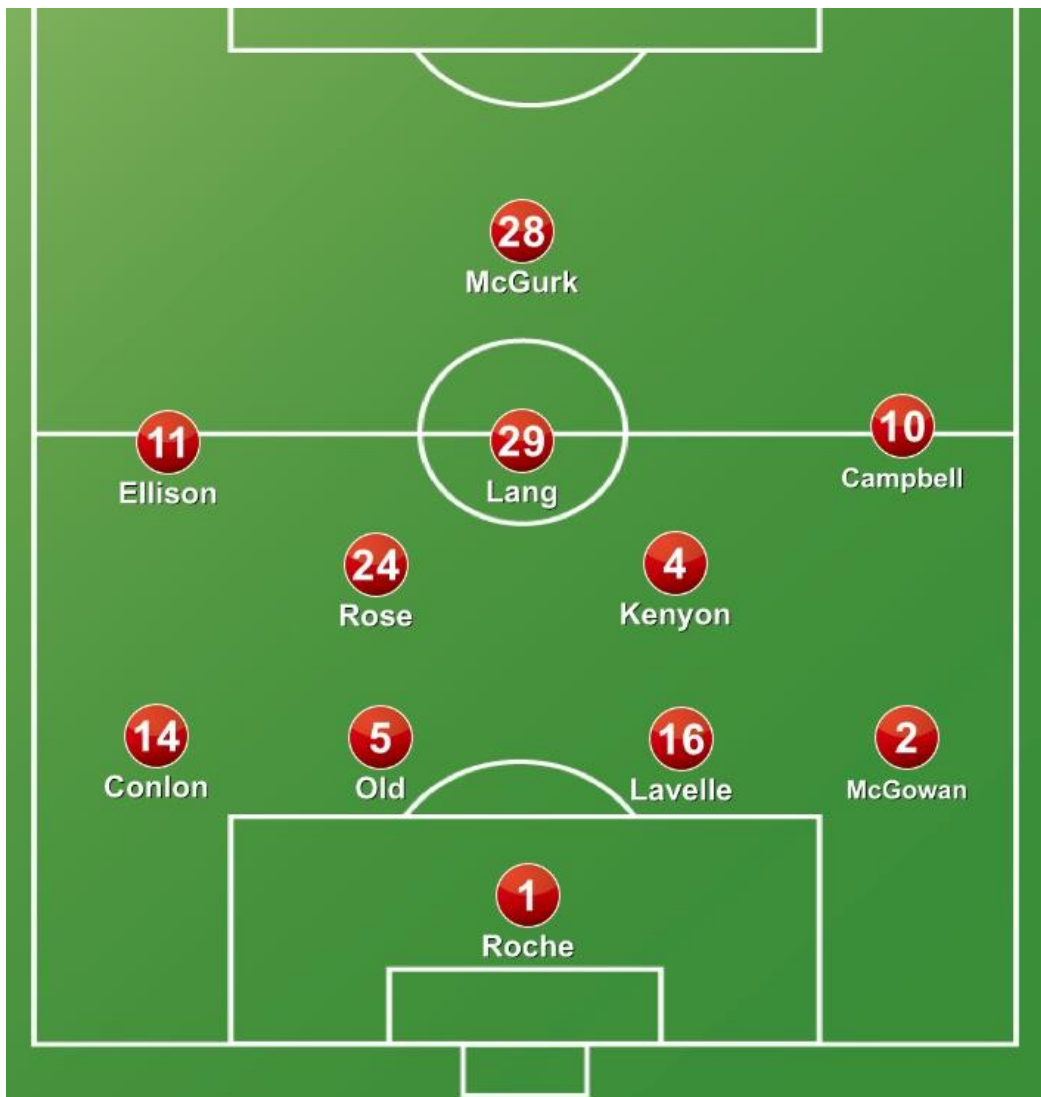 28
McGurk
11
Ellison
29
Lang
10
Campbell
24
Rose
4
Kenyon
14
Conlon
5
Old
16
Lavelle
2
McGowan
1
Roche